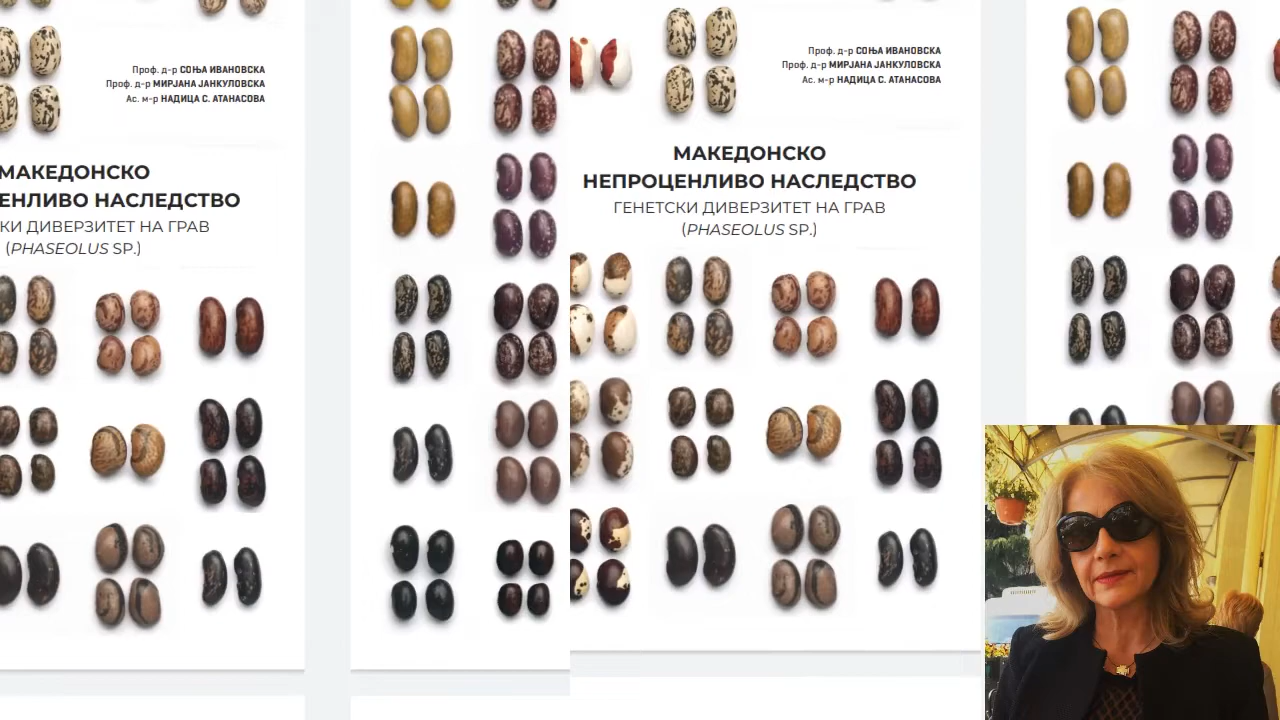 Проф. д-р СОЊА ИВАНОВСКА
Проф. д-р МИРЈАНА ЈАНКУЛОВСКА
Ас. м-р НАДИЦА С. АТАНАСОВА
МАКЕДОНСКО
ЕНЛИВО НАСЛЕДСТВО
КИ ДИВЕРЗИТЕТ НА ГРАВ
(PHASEOLUS SP.)
Проф. д-р СОЊА ИВАНОВСКА
Проф. д-р МИРЈАНА ЈАНКУЛОВСКА
Ас. м-р НАДИЦА С. АТАНАСОВА
МАКЕДОНСКО
НЕПРОЦЕНЛИВО НАСЛЕДСТВО
ГЕНЕТСКИ ДИВЕРЗИТЕТ НА ГРАВ
(PHASEOLUS SP.)